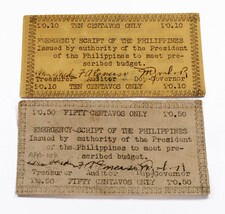 ₱0.10 TEN CENTAVOS ONLY ₱0.10
EMERGENCY SCRIPT OF THE PHILIPPINES
Issued by authority of the President
of the Philippines to meet pre-
scribed budget.
Treasurer Auditor Dep-Governor
₱0.10 ₱0.10
₱0.50 FIFTY CENTAVOS ONLY ₱0.50
EMERGENCY SCRIPT OF THE PHILIPPINES
Issued by authority of the President
of the Philippines to meet pre-
scribed budget.
Treasurer Auditor Dep Governor
₱0.50 FIFTY CENTAVOS ONLY ₱0.50